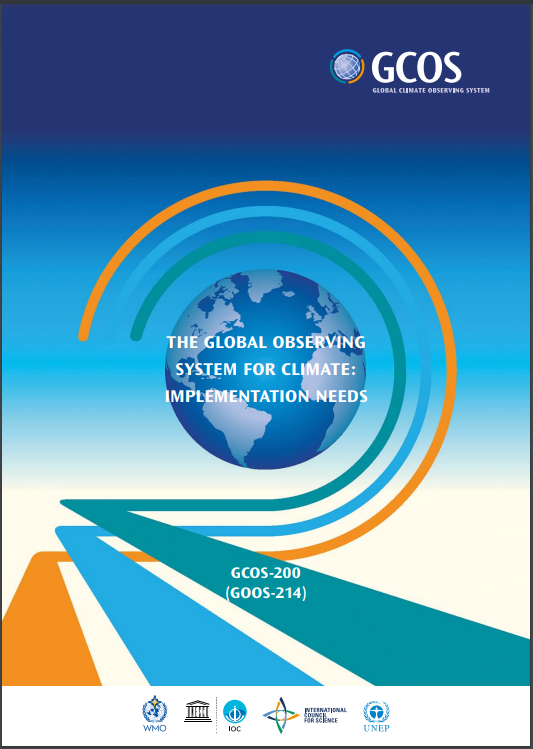 GCOS
GLOBAL CLIMATE OBSERVING SYSTEM
THE GLOBAL OBSERVING
SYSTEM FOR CLIMATE:
IMPLEMENTATION NEEDS
GCOS-200
(GOOS-214)
WMO
IOC
INTERNATIONAL
COUNCIL
FOR SCIENCE
UNEP